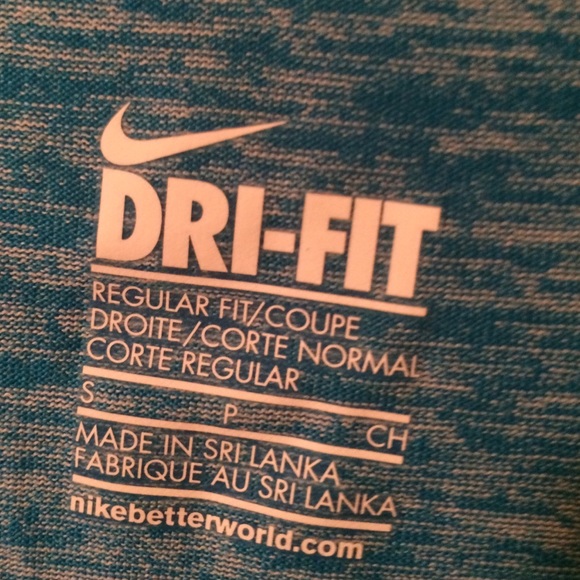 DRI-FIT
REGULAR FIT/COUPE
DROITE/CORTE NORMAL
CORTE REGULAR
S P CH
MADE IN SRI LANKA
FABRIQUE AU SRI LANKA
nikebetterworld.com